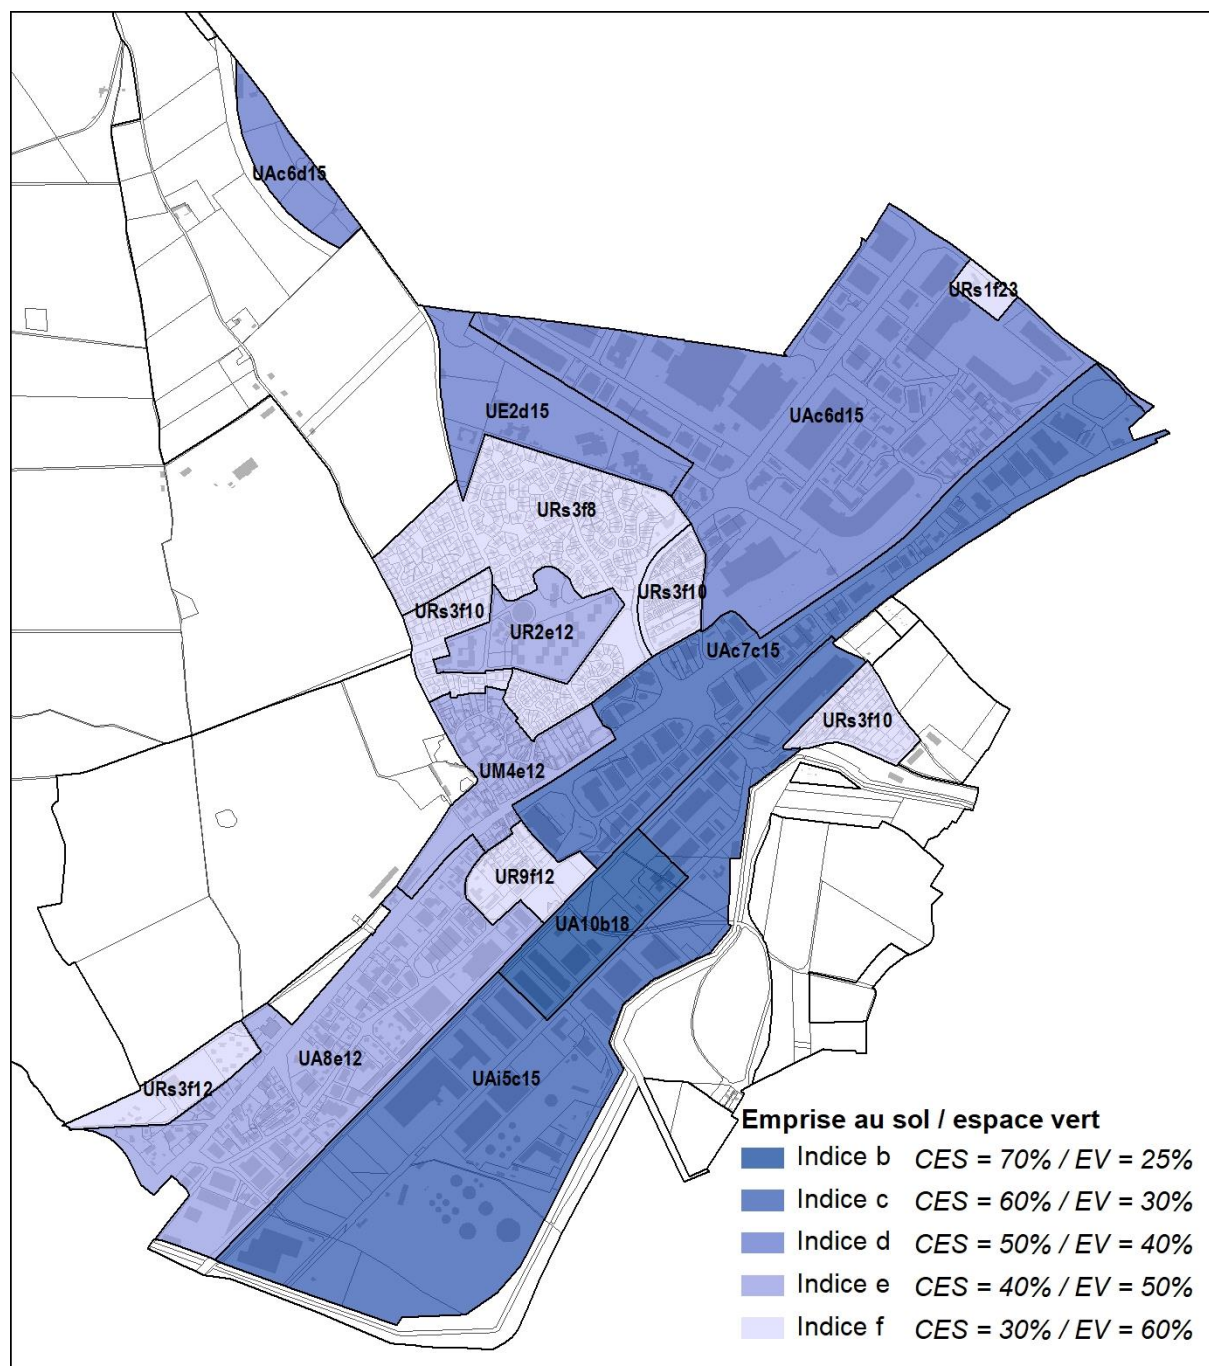 UAc6d15
URs1f23
UE2d15
UAc6d15
URs3f8
URs3f10
URs3f10
UR2e12
UAc7c15
URs3f10
UM4e12
UR9f12
UA10b18
UA8e12
UAi5c15
URs3f12
Emprise au sol / espace vert
Indice b CES = 70% / EV = 25%
Indice c CES = 60% / EV = 30%
Indice d CES = 50% / EV = 40%
Indice e CES = 40% / EV = 50%
Indice f CES = 30% / EV = 60%